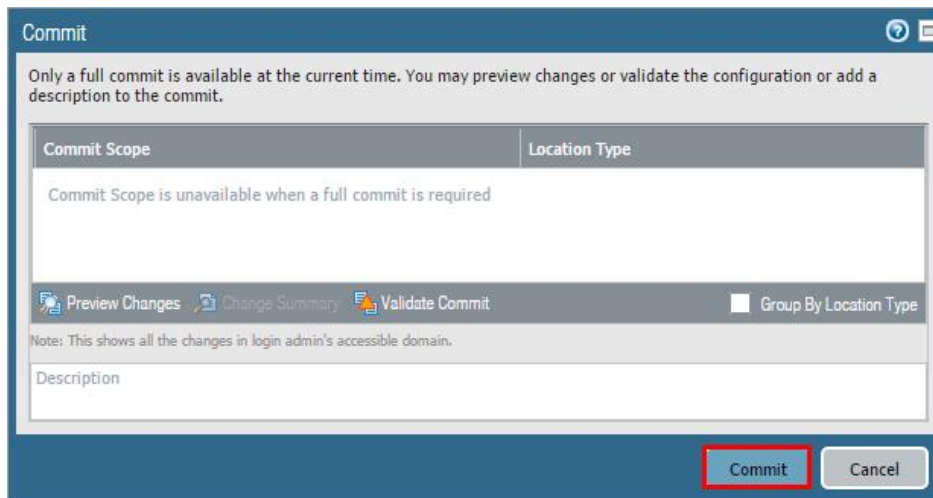 Commit
Only a full commit is available at the current time. You may preview changes or validate the configuration or add a
description to the commit.
Commit Scope Location Type
Commit Scope is unavailable when a full commit is required
Preview Changes Change Summary Validate Commit Group By Location Type
Note: This shows all the changes in login admin's accessible domain.
Description
Commit Cancel